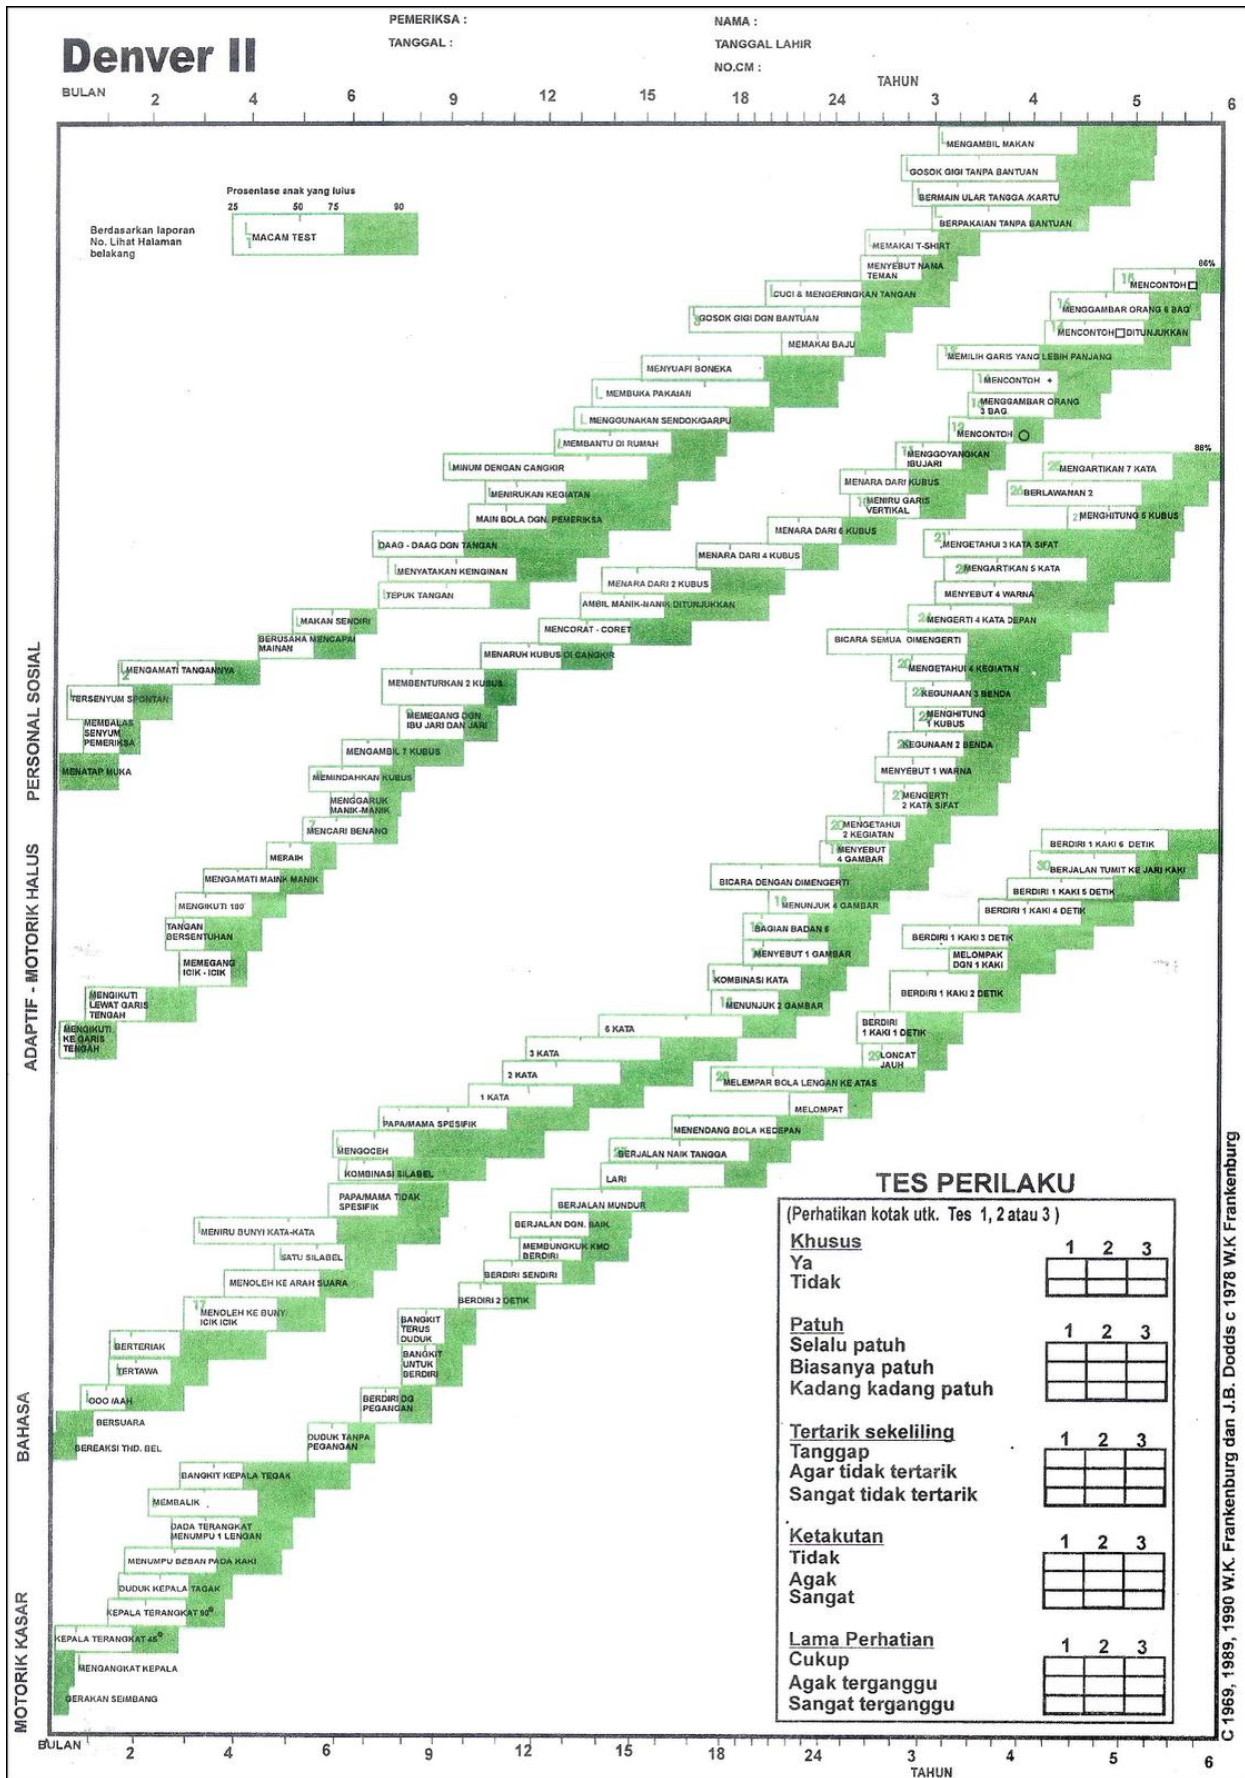 PEMERIKSA :
NAMA :
TANGGAL :
TANGGAL LAHIR
NO.CM :
Denver II
BULAN
2
4
6
9
12
15
18
24
TAHUN
3
4
5
6
Prosentase anak yang lulus
25 50 75 90
MACAM TEST
Berdasarkan laporan
No. Lihat Halaman
belakang
PERSONAL SOSIAL
MENGAMBIL MAKAN
GOSOK GIGI TANPA BANTUAN
BERMAIN ULAR TANGGA /KARTU
BERPAKAIAN TANPA BANTUAN
MEMAKAI T-SHIRT
MENYEBUT NAMA
TEMAN
CUCI & MENGERINGKAN TANGAN
GOSOK GIGI DGN BANTUAN
MEMAKAI BAJU
MENYUAPI BONEKA
MEMBUKA PAKAIAN
MENGGUNAKAN SENDOK/GARPU
MEMBANTU DI RUMAH
MINUM DENGAN CANGKIR
MENIRUKAN KEGIATAN
MAIN BOLA DGN. PEMERIKSA
DAAG - DAAG DGN TANGAN
MENYATAKAN KEINGINAN
TEPUK TANGAN
MAKAN SENDIRI
BERUSAHA MENCAPAI
MAINAN
MENGAMATI TANGANNYA
TERSENYUM SPONTAN
MEMBALAS
SENYUM
PEMERIKSA
MENATAP MUKA
ADAPTIF - MOTORIK HALUS
86%
MENCONTOH
MENGGAMBAR ORANG 6 BAG
MENCONTOH DITUNJUKKAN
MEMILIH GARIS YANG LEBIH PANJANG
MENCONTOH +
MENGGAMBAR ORANG
3 BAG
MENCONTOH
MENGGOYANGKAN
IBUJARI
MENARA DARI KUBUS
MENIRU GARIS
VERTIKAL
MENARA DARI 6 KUBUS
MENARA DARI 4 KUBUS
MENARA DARI 2 KUBUS
AMBIL MANIK-MANIK DITUNJUKKAN
MENCORAT - CORET
MENARUH KUBUS DI CANGKIR
MEMBENTURKAN 2 KUBUS
MEMEGANG DGN
IBU JARI DAN JARI
MENGAMBIL 7 KUBUS
MEMINDAHKAN KUBUS
MENGGARUK
MANIK-MANIK
MENCARI BENANG
MERAIH
MENGAMATI MAINK MANIK
MENGIKUTI 180
TANGAN
BERSENTUHAN
MEMEGANG
ICIK - ICIK
MENGIKUTI
LEWAT GARIS
TENGAH
MENGIKUTI
KE GARIS
TENGAH
BAHASA
88%
MENGARTIKAN 7 KATA
BERLAWANAN 2
MENGHITUNG 5 KUBUS
MENGETAHUI 3 KATA SIFAT
MENGARTIKAN 5 KATA
MENYEBUT 4 WARNA
MENGERTI 4 KATA DEPAN
BICARA SEMUA DIMENGERTI
MENGETAHUI 4 KEGIATAN
KEGUNAAN 3 BENDA
MENGHITUNG
1 KUBUS
KEGUNAAN 2 BENDA
MENYEBUT 1 WARNA
MENGERTI
2 KATA SIFAT
MENGETAHUI
2 KEGIATAN
MENYEBUT
4 GAMBAR
BICARA DENGAN DIMENGERTI
MENUNJUK 4 GAMBAR
BAGIAN BADAN 6
MENYEBUT 1 GAMBAR
KOMBINASI KATA
MENUNJUK 2 GAMBAR
6 KATA
3 KATA
2 KATA
1 KATA
PAPA/MAMA SPESIFIK
MENGOCEH
KOMBINASI SILABEL
PAPA/MAMA TIDAK
SPESIFIK
MENIRU BUNYI KATA-KATA
SATU SILABEL
MENOLEH KE ARAH SUARA
17
MENOLEH KE BUNYI
ICIK ICIK
BERTERIAK
TERTAWA
OOO /AAH
BERSUARA
BEREAKSI THD. BEL
MOTORIK KASAR
BERDIRI 1 KAKI 6 DETIK
30
BERJALAN TUMIT KE JARI KAKI
BERDIRI 1 KAKI 5 DETIK
BERDIRI 1 KAKI 4 DETIK
BERDIRI 1 KAKI 3 DETIK
MELOMPAK
DGN 1 KAKI
BERDIRI 1 KAKI 2 DETIK
BERDIRI
1 KAKI 1 DETIK
29
LONCAT
JAUH
28
MELEMPAR BOLA LENGAN KE ATAS
MELOMPAT
MENENDANG BOLA KEDEPAN
BERJALAN NAIK TANGGA
LARI
BERJALAN MUNDUR
BERJALAN DGN. BAIK
MEMBUNGKUK KMD
BERDIRI
BERDIRI SENDIRI
BERDIRI 2 DETIK
BANGKIT
TERUS
DUDUK
BANGKIT
UNTUK
BERDIRI
BERDIRI DG
PEGANGAN
DUDUK TANPA
PEGANGAN
BANGKIT KEPALA TEGAK
MEMBALIK
DADA TERANGKAT
MENUMPU 1 LENGAN
MENUMPU BEBAN PADA KAKI
DUDUK KEPALA TAGAK
KEPALA TERANGKAT 90°
KEPALA TERANGKAT 45°
MENGANGKAT KEPALA
GERAKAN SEIMBANG
TES PERILAKU
(Perhatikan kotak utk. Tes 1, 2 atau 3 )
Khusus 1 2 3
Ya
Tidak
Patuh 1 2 3
Selalu patuh
Biasanya patuh
Kadang kadang patuh
Tertarik sekeliling 1 2 3
Tanggap
Agar tidak tertarik
Sangat tidak tertarik
Ketakutan 1 2 3
Tidak
Agak
Sangat
Lama Perhatian 1 2 3
Cukup
Agak terganggu
Sangat terganggu
C 1969, 1989, 1990 W.K. Frankenburg dan J.B. Dodds c 1978 W.K Frankenburg
BULAN
2
4
6
9
12
15
18
24
3
TAHUN
4
5
6